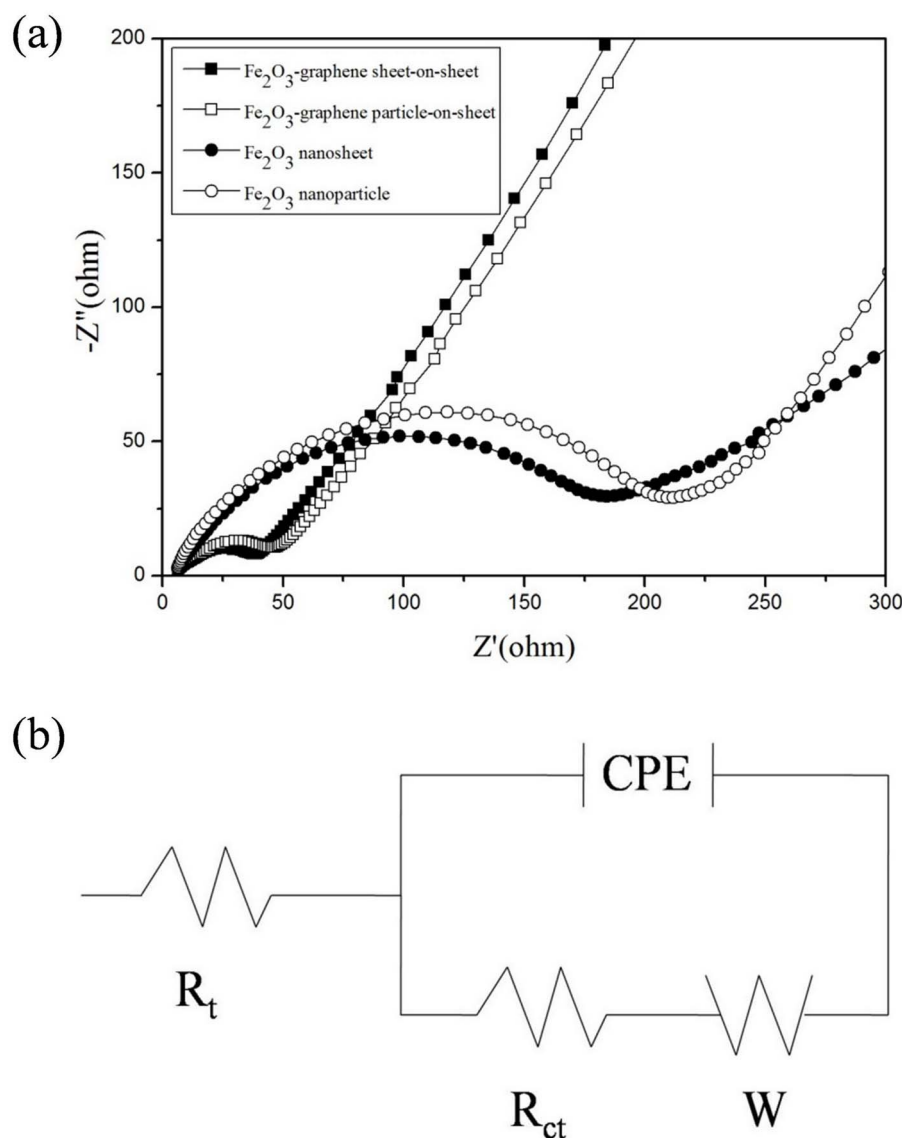 (a)
200
150
100
50
0
-Z"(ohm)
Fe2O3-graphene sheet-on-sheet
Fe2O3-graphene particle-on-sheet
Fe2O3 nanosheet
Fe2O3 nanoparticle
0 50 100 150 200 250 300
Z'(ohm)
(b)
CPE
Rt
Rct W